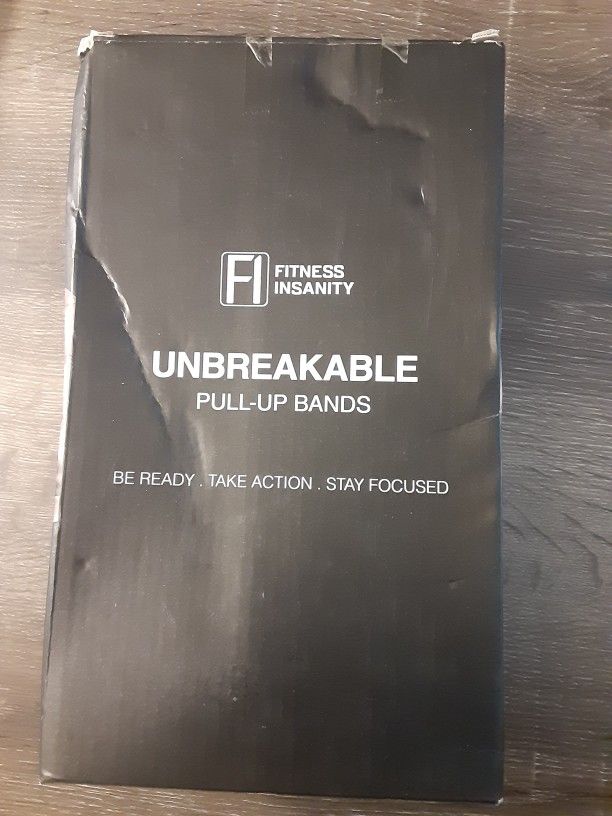 FI
FITNESS
INSANITY
UNBREAKABLE
PULL-UP BANDS
BE READY . TAKE ACTION . STAY FOCUSED